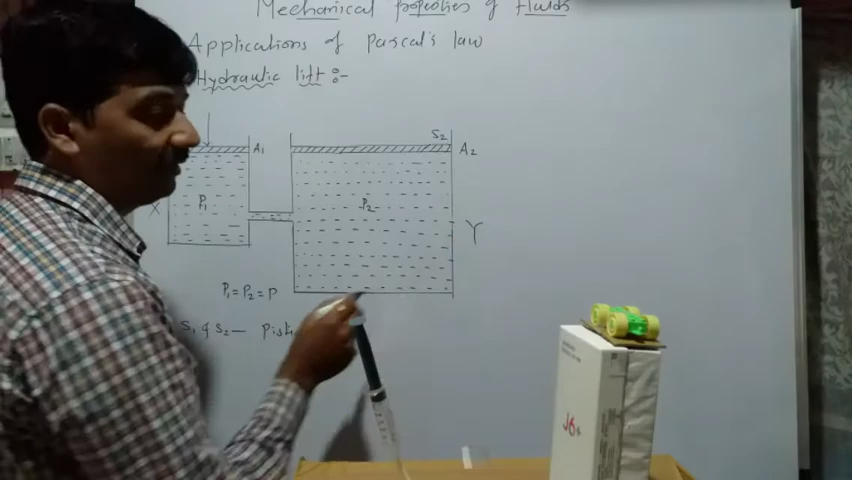 Mechanical properties of Fluids
Applications of Pascal's law
Hydraulic lift :-
S2
A1
A2
P1
P2
X
Y
P1 = P2 = P
S1 & S2 —
J6+